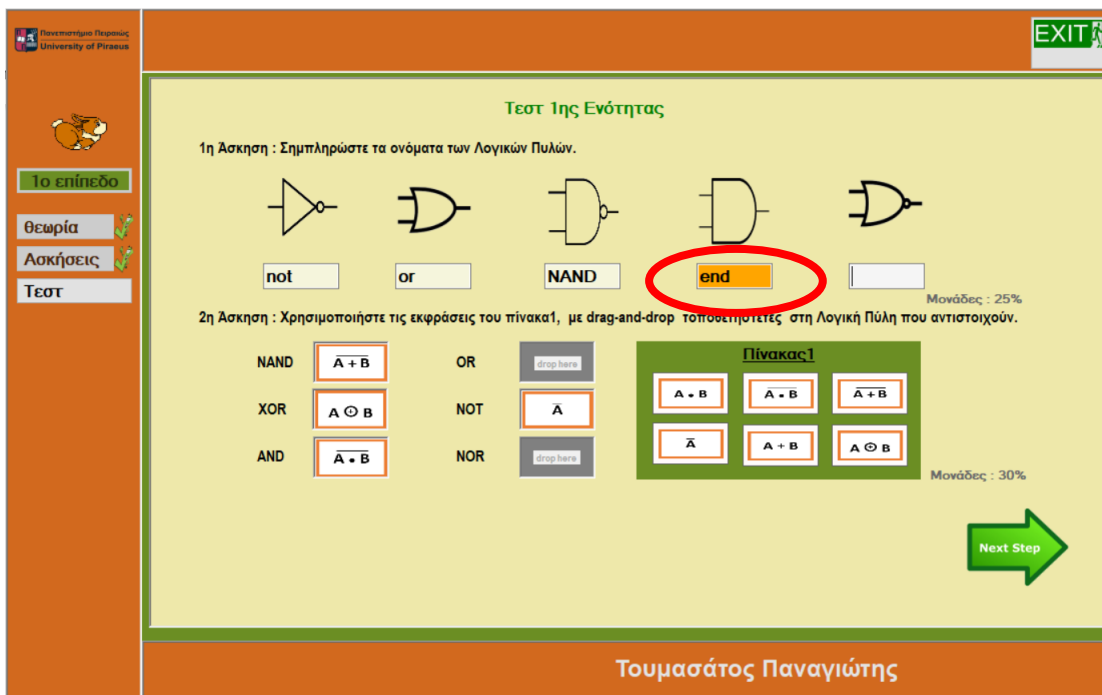 Πανεπιστήμιο Πειραιώς
University of Piraeus
EXIT
Τεστ 1ης Ενότητας
1η Άσκηση : Σημπληρώστε τα ονόματα των Λογικών Πυλών.
1ο επίπεδο
θεωρία
Ασκήσεις
Τεστ
not or NAND end
Μονάδες : 25%
2η Άσκηση : Χρησιμοποιήστε τις εκφράσεις του πίνακα1, με drag-and-drop τοποθετήστετες στη Λογική Πύλη που αντιστοιχούν.
Πίνακας1
NAND A̅ ̅+̅ ̅B̅ OR drop here
A • B A̅ ̅•̅ ̅B̅ A̅ ̅+̅ ̅B̅
XOR A ⊙ B NOT A̅
A̅ A + B A ⊙ B
AND A̅ ̅•̅ ̅B̅ NOR drop here
Μονάδες : 30%
Next Step
Τουμασάτος Παναγιώτης